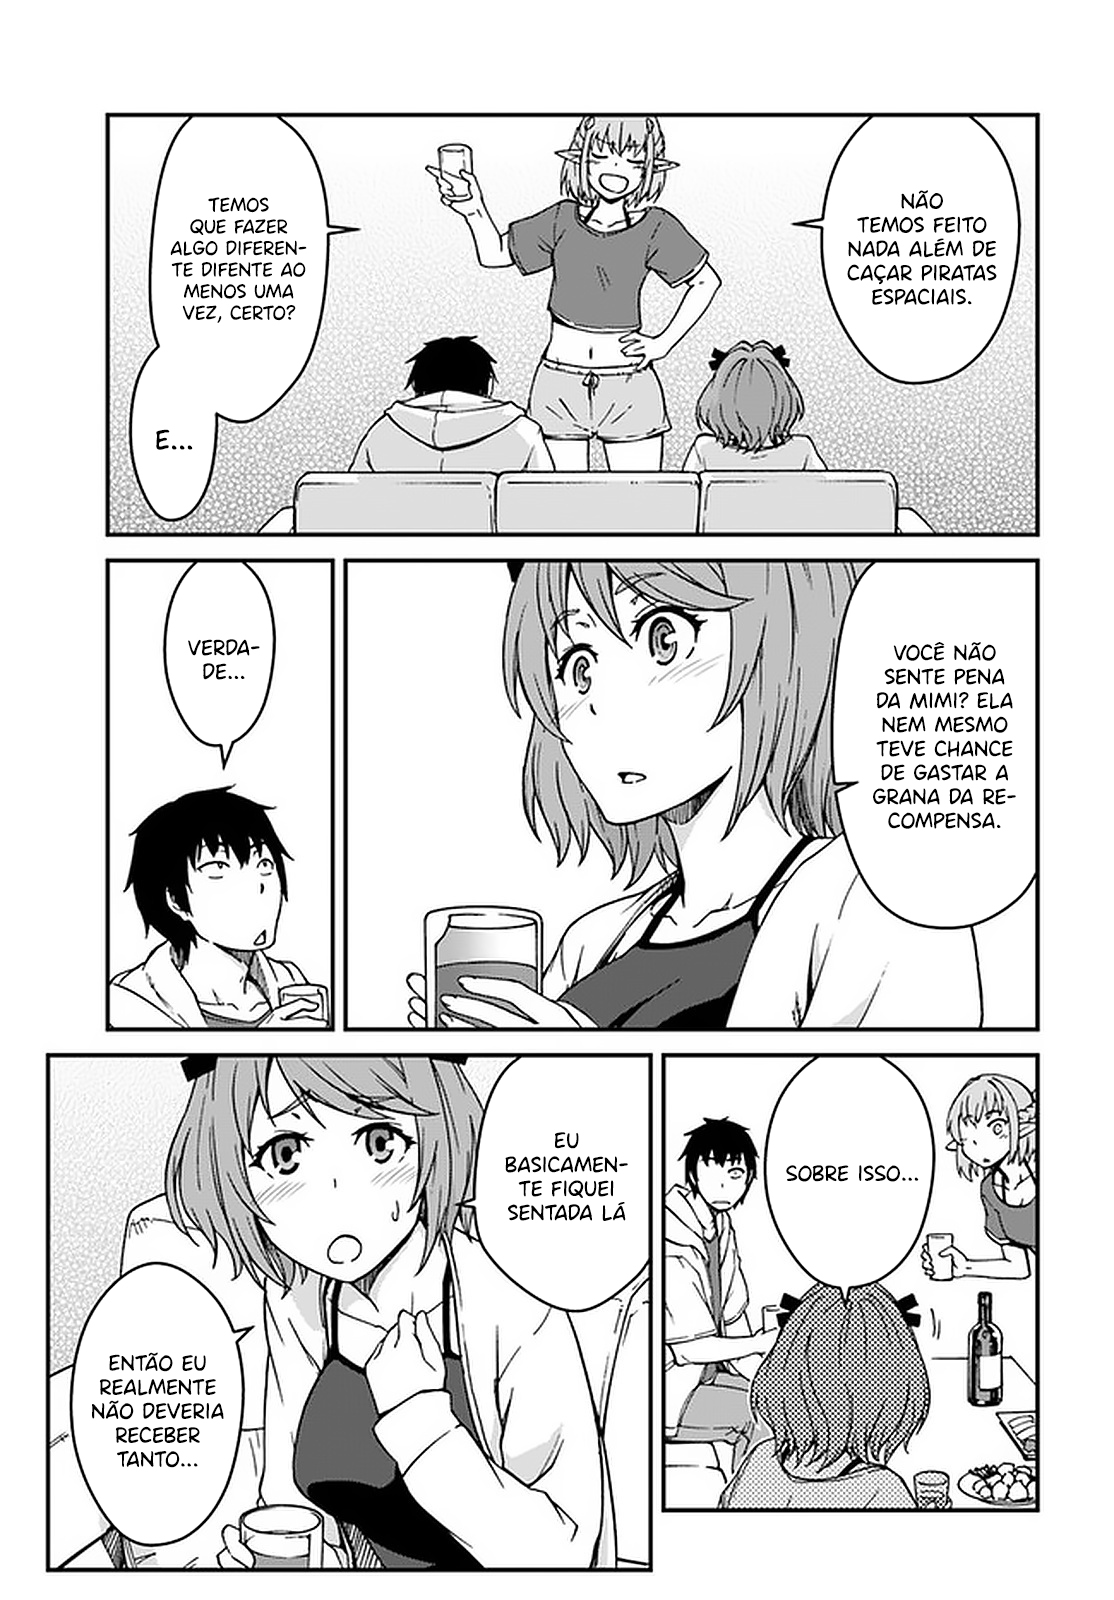 NÃO
TEMOS FEITO
NADA ALÉM DE
CAÇAR PIRATAS
ESPACIAIS.
TEMOS
QUE FAZER
ALGO DIFEREN-
TE DIFENTE AO
MENOS UMA
VEZ, CERTO?
E...
VOCÊ NÃO
SENTE PENA
DA MIMI? ELA
NEM MESMO
TEVE CHANCE
DE GASTAR A
GRANA DA RE-
COMPENSA.
VERDA-
DE...
SOBRE ISSO...
EU
BASICAMEN-
TE FIQUEI
SENTADA LÁ
ENTÃO EU
REALMENTE
NÃO DEVERIA
RECEBER
TANTO...